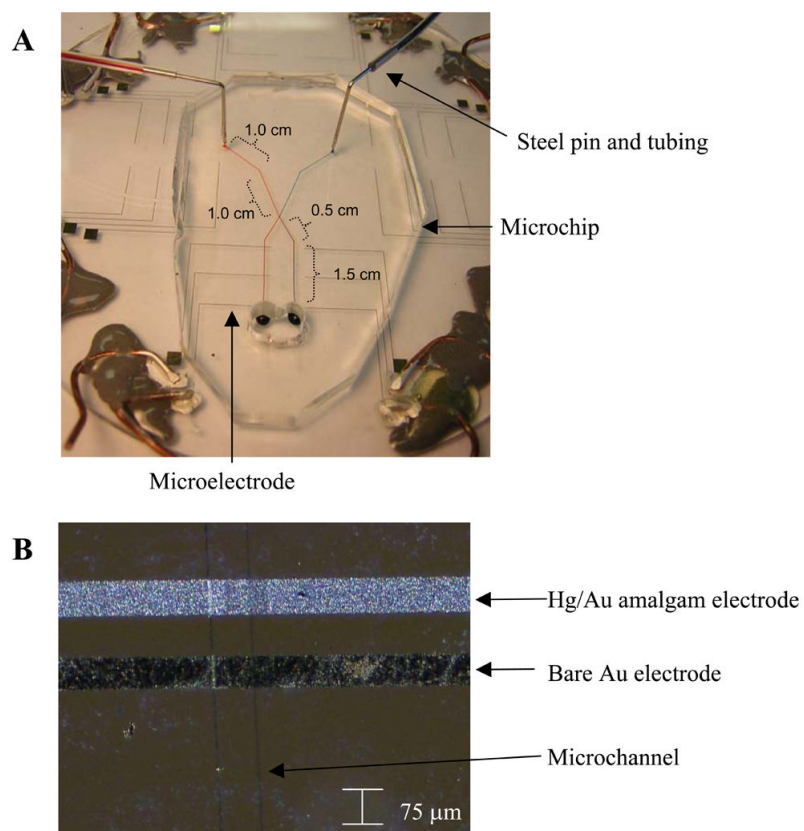 A
1.0 cm
Steel pin and tubing
1.0 cm
0.5 cm
Microchip
1.5 cm
Microelectrode
B
Hg/Au amalgam electrode
Bare Au electrode
Microchannel
75 μm